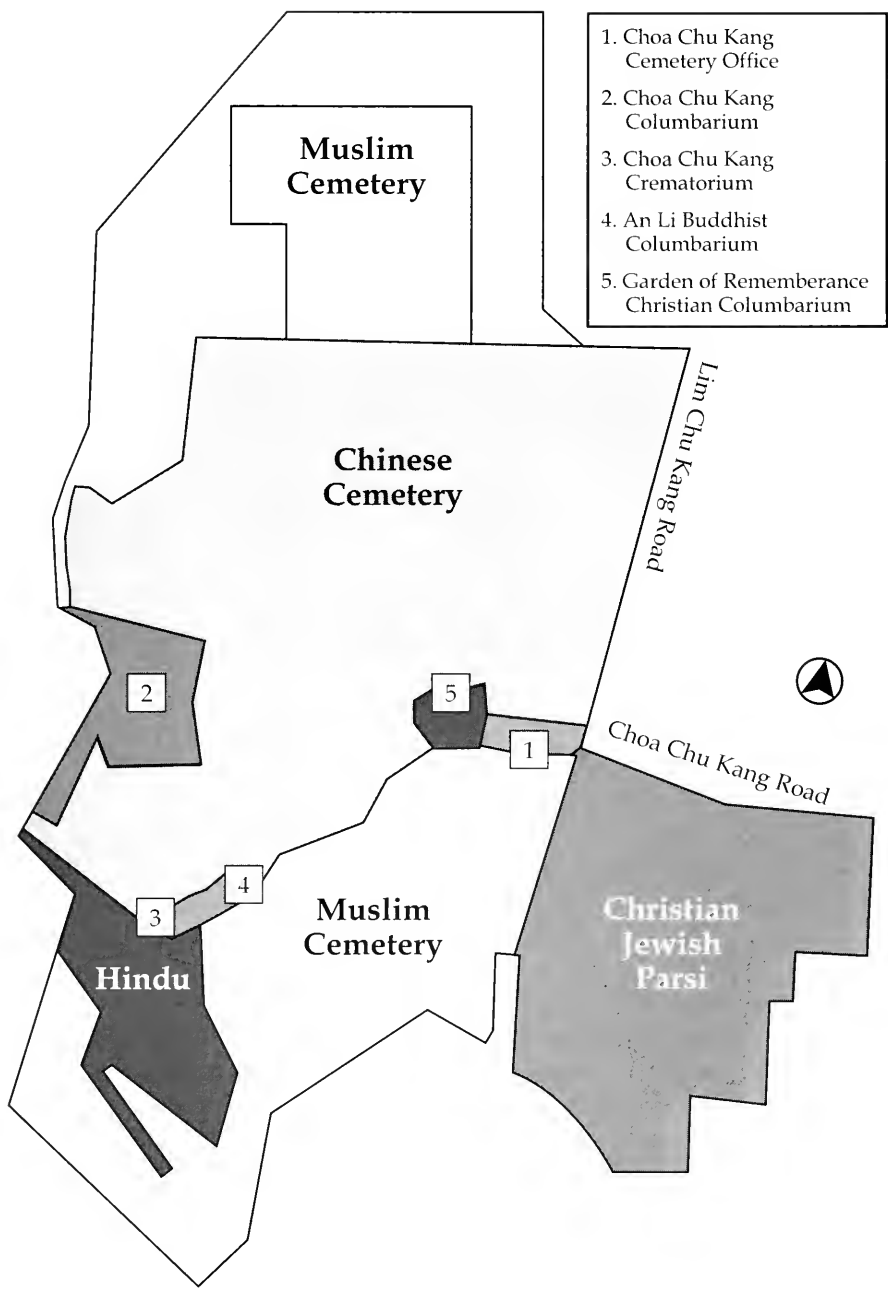 1. Choa Chu Kang
Cemetery Office
2. Choa Chu Kang
Columbarium
3. Choa Chu Kang
Crematorium
4. An Li Buddhist
Columbarium
5. Garden of Rememberance
Christian Columbarium
Muslim
Cemetery
Lim Chu Kang Road
Chinese
Cemetery
2
5
1
Choa Chu Kang Road
4
3
Muslim
Cemetery
Christian
Jewish
Parsi
Hindu